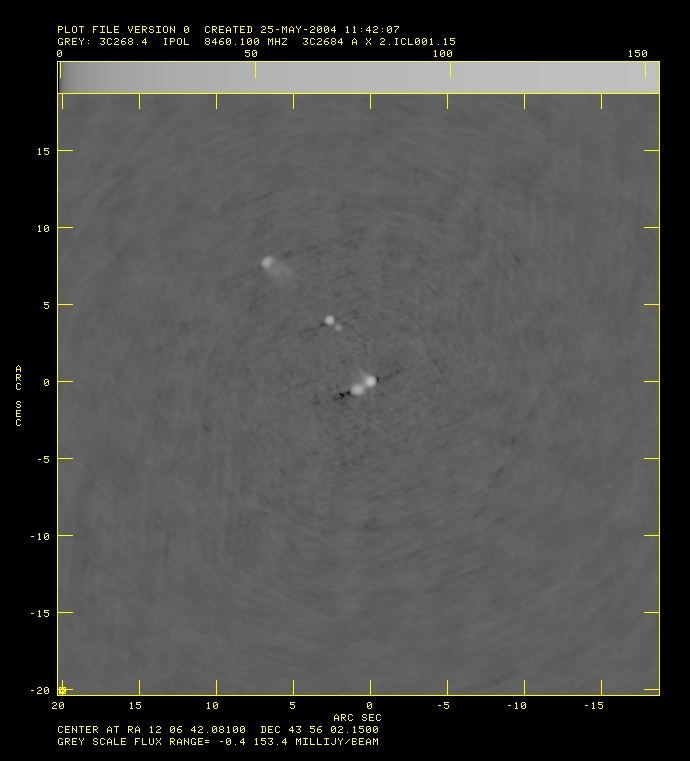 PLOT FILE VERSION 0 CREATED 25-MAY-2004 11:42:07
GREY: 3C268.4 IPOL 8460.100 MHZ 3C2684 A X 2.ICL001.15
0 50 100 150
15
10
5
0
ARC SEC
-5
-10
-15
-20
20 15 10 5 0 -5 -10 -15
ARC SEC
CENTER AT RA 12 06 42.08100 DEC 43 56 02.1500
GREY SCALE FLUX RANGE= -0.4 153.4 MILLIJY/BEAM